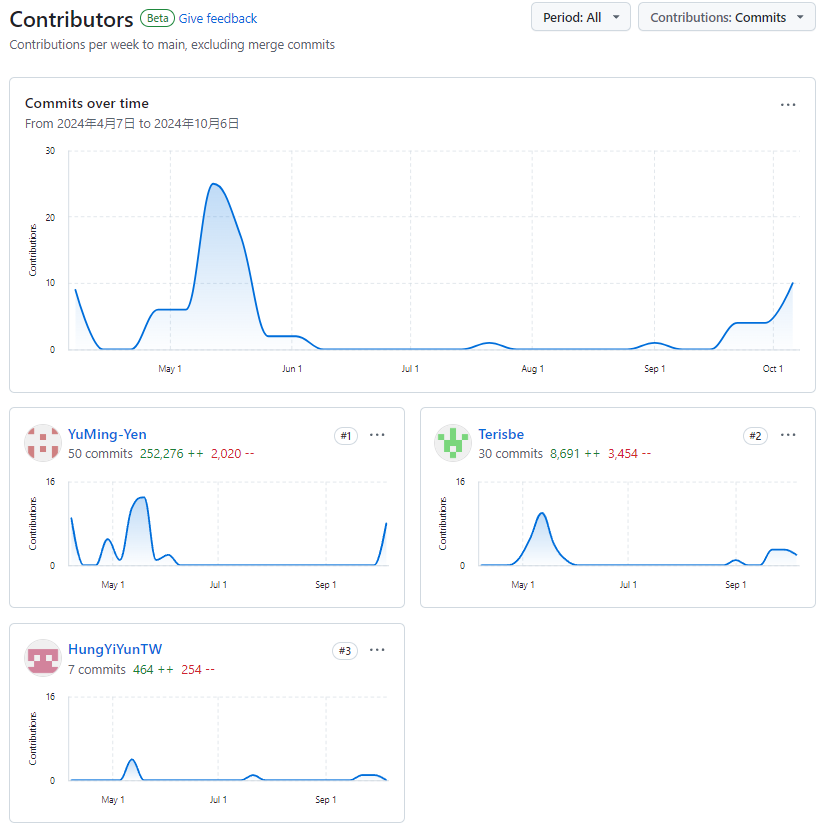 Contributors Beta Give feedback
Period: All
Contributions: Commits
Contributions per week to main, excluding merge commits
Commits over time
From 2024年4月7日 to 2024年10月6日
30
20
10
0
Contributions
May 1 Jun 1 Jul 1 Aug 1 Sep 1 Oct 1
YuMing-Yen #1
50 commits 252,276 ++ 2,020 --
16
0
Contributions
May 1 Jul 1 Sep 1
Terisbe #2
30 commits 8,691 ++ 3,454 --
16
0
Contributions
May 1 Jul 1 Sep 1
HungYiYunTW #3
7 commits 464 ++ 254 --
16
0
Contributions
May 1 Jul 1 Sep 1